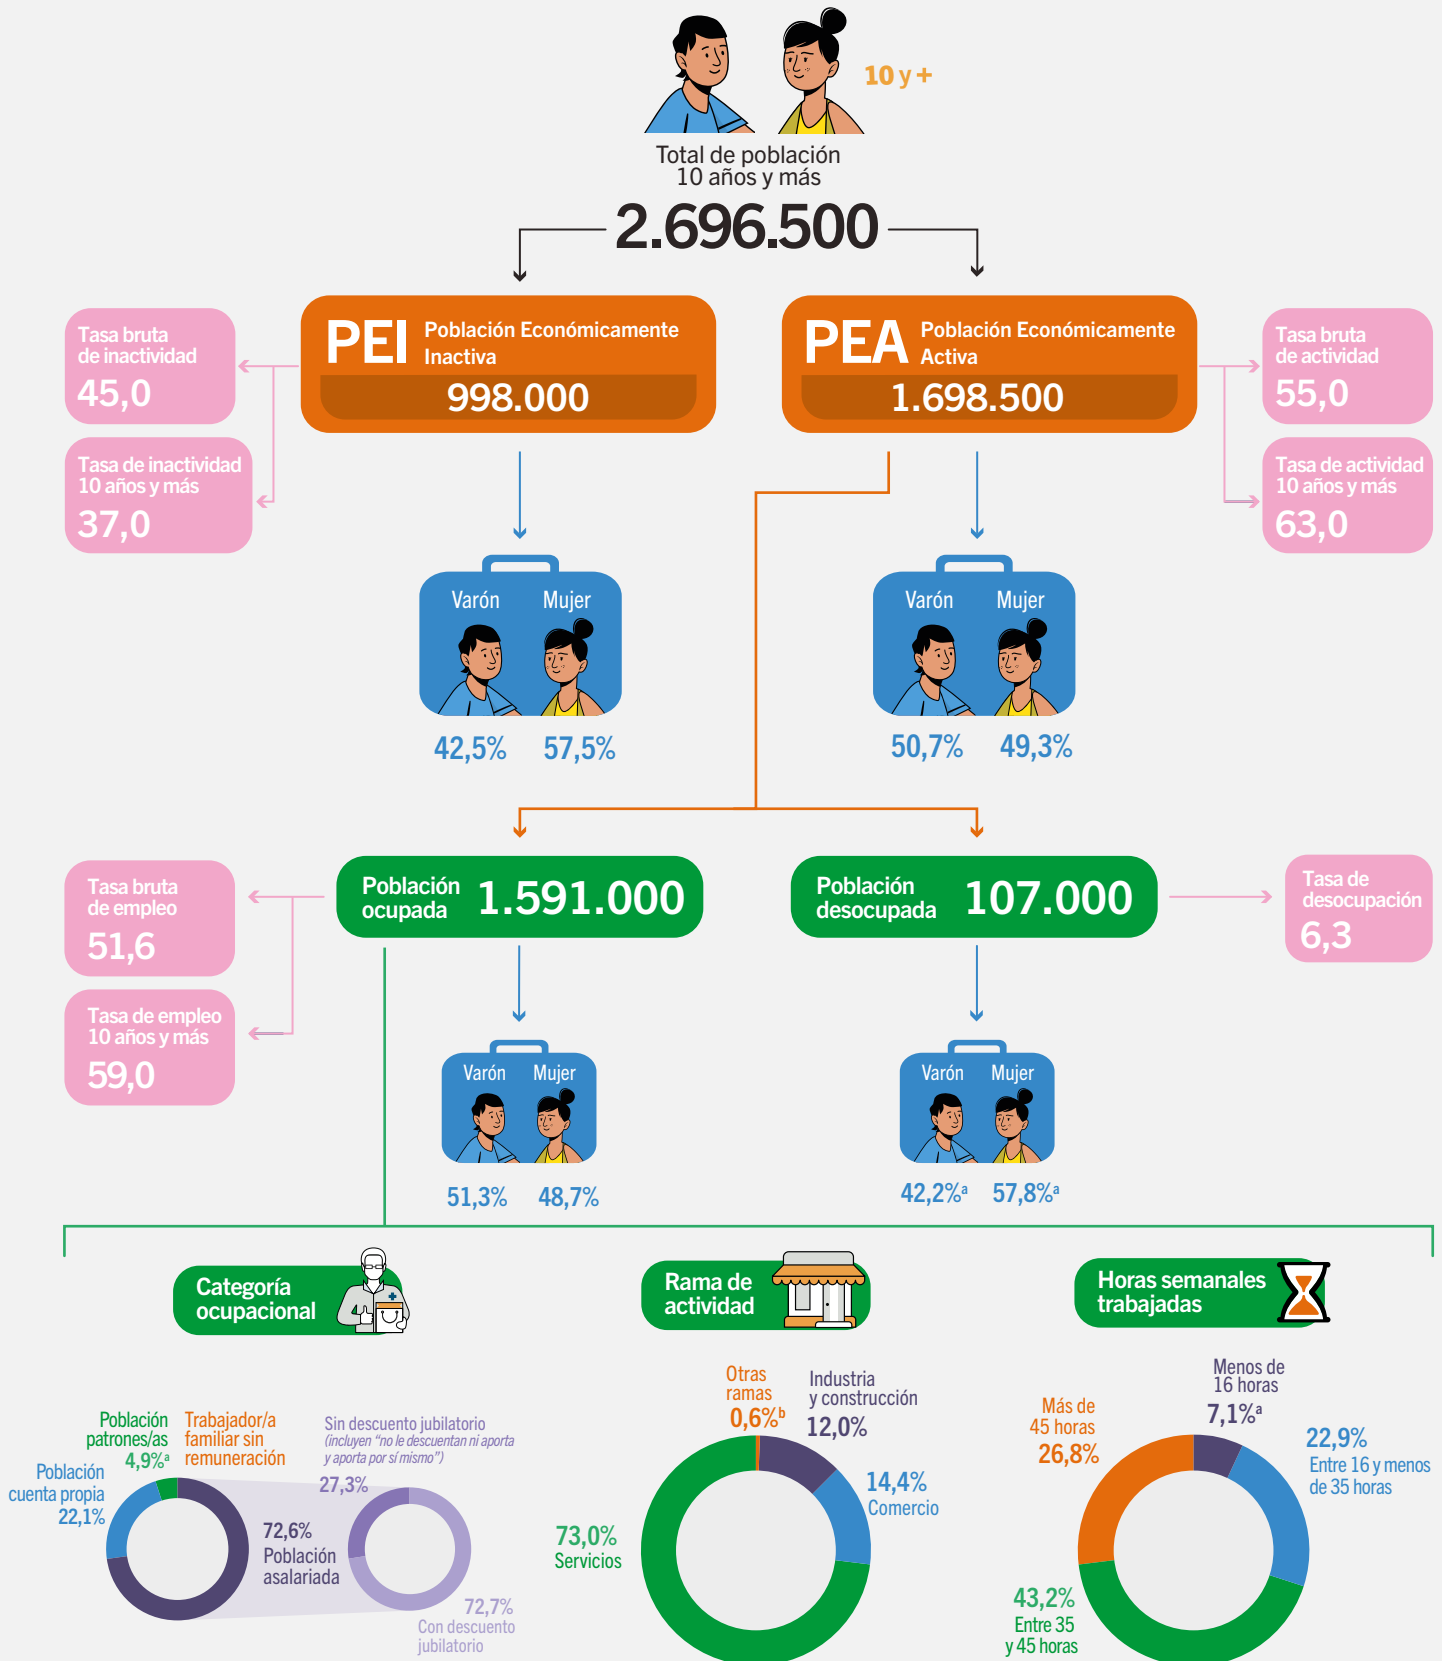 10 y +
Total de población
10 años y más
2.696.500
PEI Población Económicamente
Inactiva
998.000
PEA Población Económicamente
Activa
1.698.500
Tasa bruta
de inactividad
45,0
Tasa de inactividad
10 años y más
37,0
Tasa bruta
de actividad
55,0
Tasa de actividad
10 años y más
63,0
Varón Mujer
42,5% 57,5%
Varón Mujer
50,7% 49,3%
Población
ocupada
1.591.000
Población
desocupada
107.000
Tasa bruta
de empleo
51,6
Tasa de empleo
10 años y más
59,0
Tasa de
desocupación
6,3
Varón Mujer
51,3% 48,7%
Varón Mujer
42,2%ª 57,8%ª
Categoría
ocupacional
Población
patrones/as
4,9%ª
Trabajador/a
familiar sin
remuneración
Población
cuenta propia
22,1%
72,6%
Población
asalariada
Sin descuento jubilatorio
(incluyen “no le descuentan ni aporta
y aporta por sí mismo”)
27,3%
72,7%
Con descuento
jubilatorio
Rama de
actividad
Otras
ramas
0,6%ᵇ
Industria
y construcción
12,0%
14,4%
Comercio
73,0%
Servicios
Horas semanales
trabajadas
Menos de
16 horas
7,1%ª
Más de
45 horas
26,8%
22,9%
Entre 16 y menos
de 35 horas
43,2%
Entre 35
y 45 horas